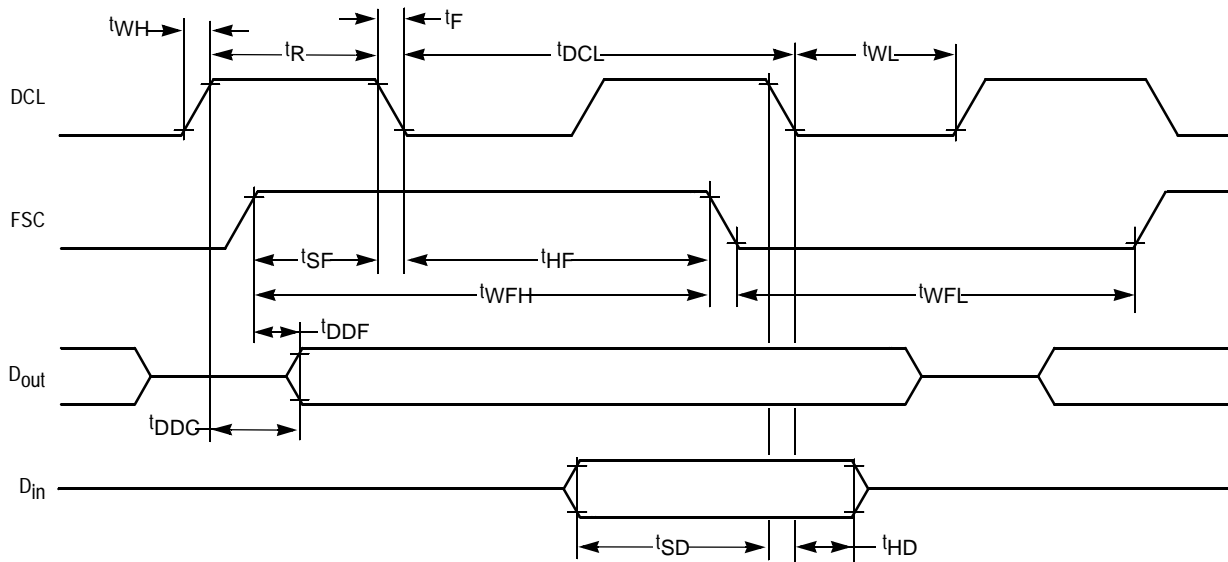 tWH
tF
tR
tDCL
tWL
DCL
FSC
tSF
tHF
tWFH
tWFL
tDDF
Dout
tDDC
Din
tSD
tHD